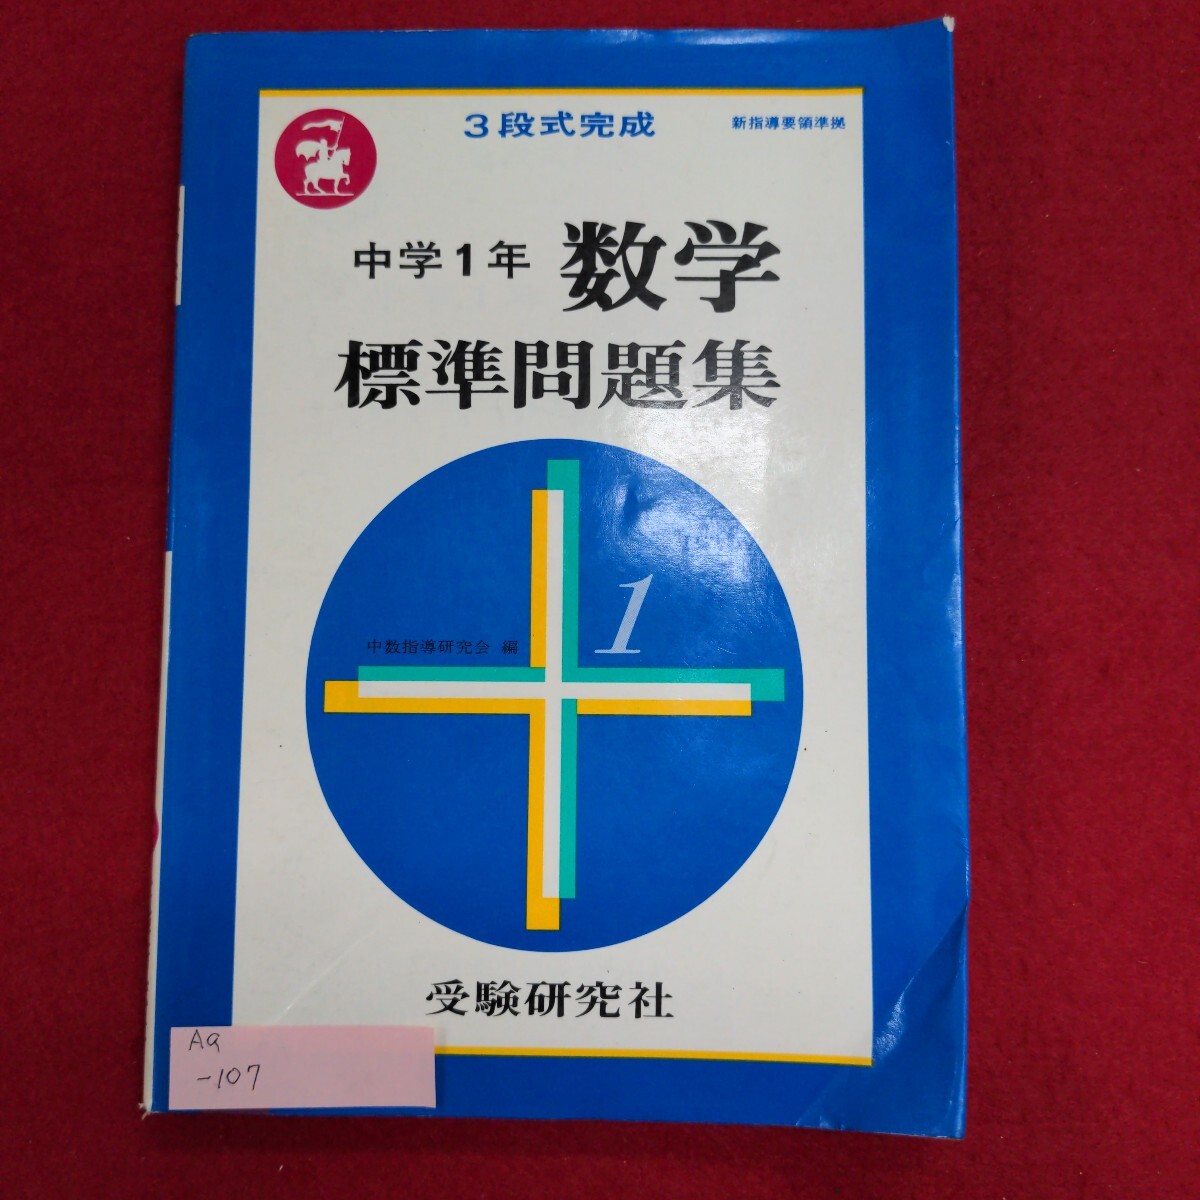 3段式完成
新指導要領準拠
中学1年 数学
標準問題集
1
中数指導研究会 編
受験研究社
Aa
-107